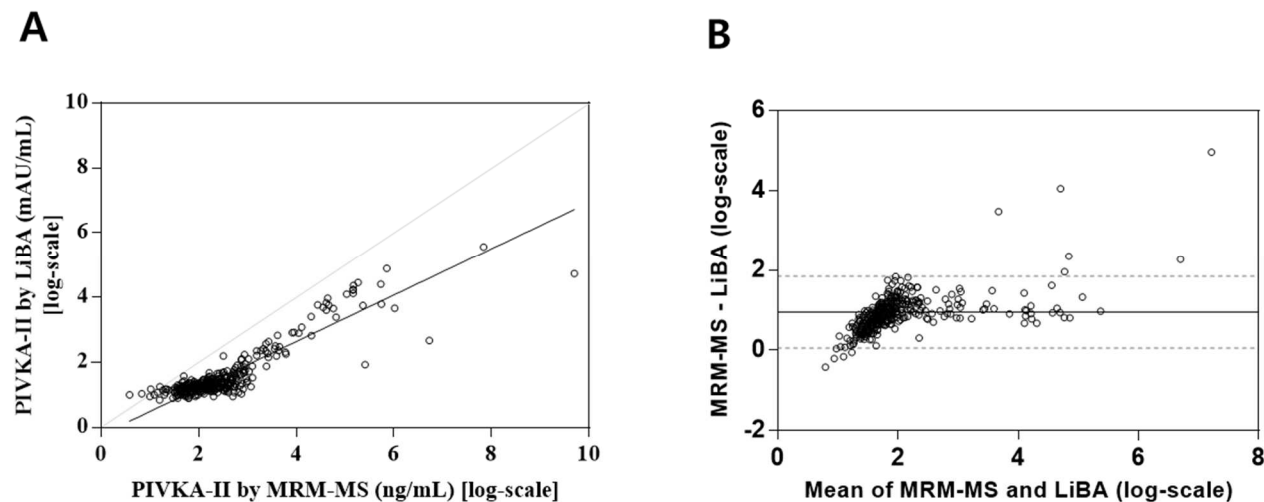 A
PIVKA-II by LiBA (mAU/mL)
[log-scale]
10
8
6
4
2
0
0 2 4 6 8 10
PIVKA-II by MRM-MS (ng/mL) [log-scale]
B
MRM-MS - LiBA (log-scale)
6
4
2
0
-2
0 2 4 6 8
Mean of MRM-MS and LiBA (log-scale)